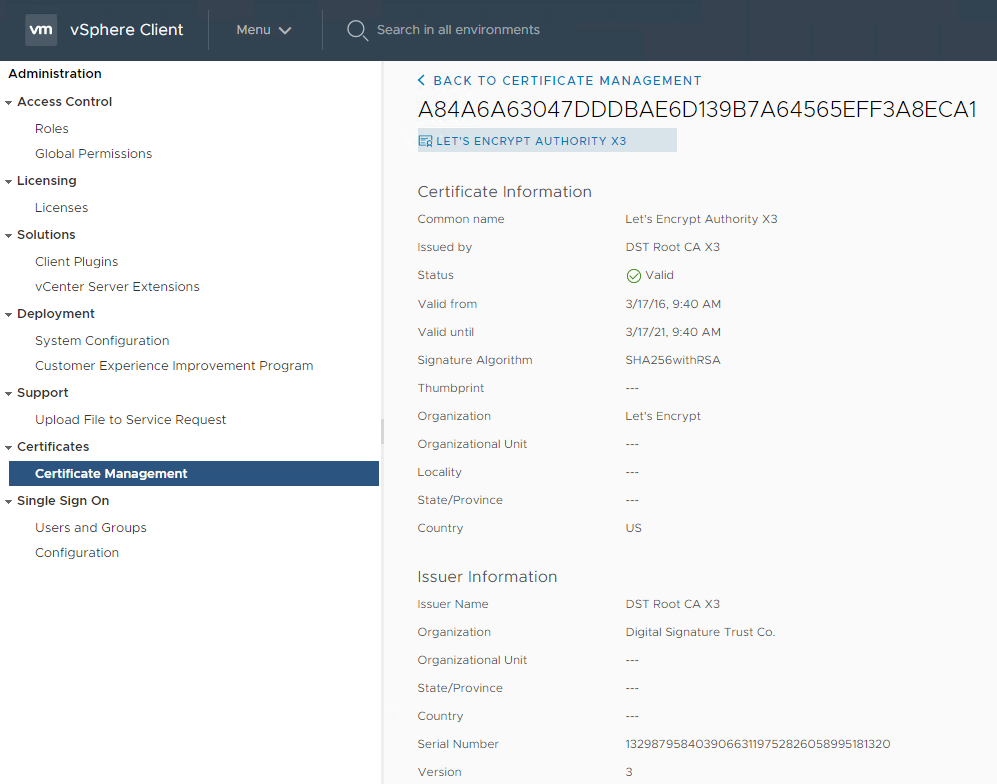 vm vSphere Client Menu Search in all environments
Administration
Access Control
Roles
Global Permissions
Licensing
Licenses
Solutions
Client Plugins
vCenter Server Extensions
Deployment
System Configuration
Customer Experience Improvement Program
Support
Upload File to Service Request
Certificates
Certificate Management
Single Sign On
Users and Groups
Configuration
BACK TO CERTIFICATE MANAGEMENT
A84A6A63047DDDBAE6D139B7A64565EFF3A8ECA1
LET'S ENCRYPT AUTHORITY X3
Certificate Information
Common name Let's Encrypt Authority X3
Issued by DST Root CA X3
Status Valid
Valid from 3/17/16, 9:40 AM
Valid until 3/17/21, 9:40 AM
Signature Algorithm SHA256withRSA
Thumbprint ---
Organization Let's Encrypt
Organizational Unit ---
Locality ---
State/Province ---
Country US
Issuer Information
Issuer Name DST Root CA X3
Organization Digital Signature Trust Co.
Organizational Unit ---
State/Province ---
Country ---
Serial Number 13298795840390663119752826058995181320
Version 3